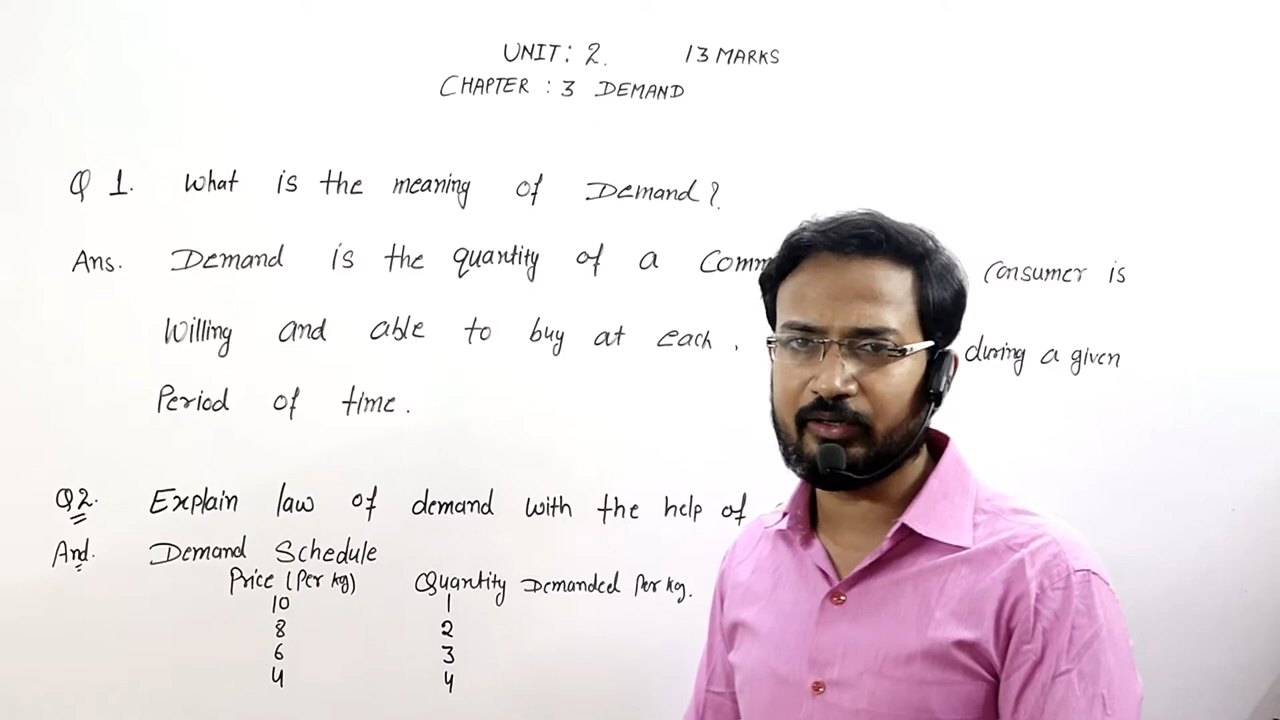 UNIT: 2. 13 MARKS
CHAPTER : 3 DEMAND
Q 1. What is the meaning of Demand?
Ans. Demand is the quantity of a Comm Consumer is
Willing and able to buy at each . during a given
Period of time.
Q2. Explain law of demand with the help of
And. Demand Schedule
Price (Per kg) Quantity Demanded Per kg.
10 1
8 2
6 3
4 4